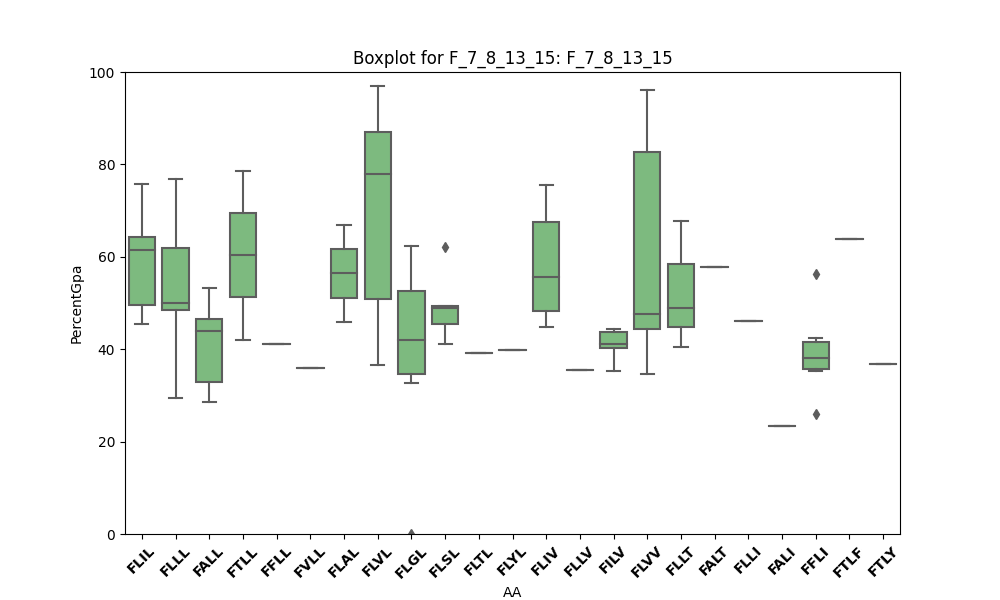 Boxplot for F_7_8_13_15: F_7_8_13_15
100
80
60
40
20
0
PercentGpa
FLIL FLLL FALL FTLL FFLL FVLL FLAL FLVL FLGL FLSL FLTL FLYL FLIV FLLV FILV FLVV FLLT FALT FLLI FALI FFLI FTLF FTLY
AA